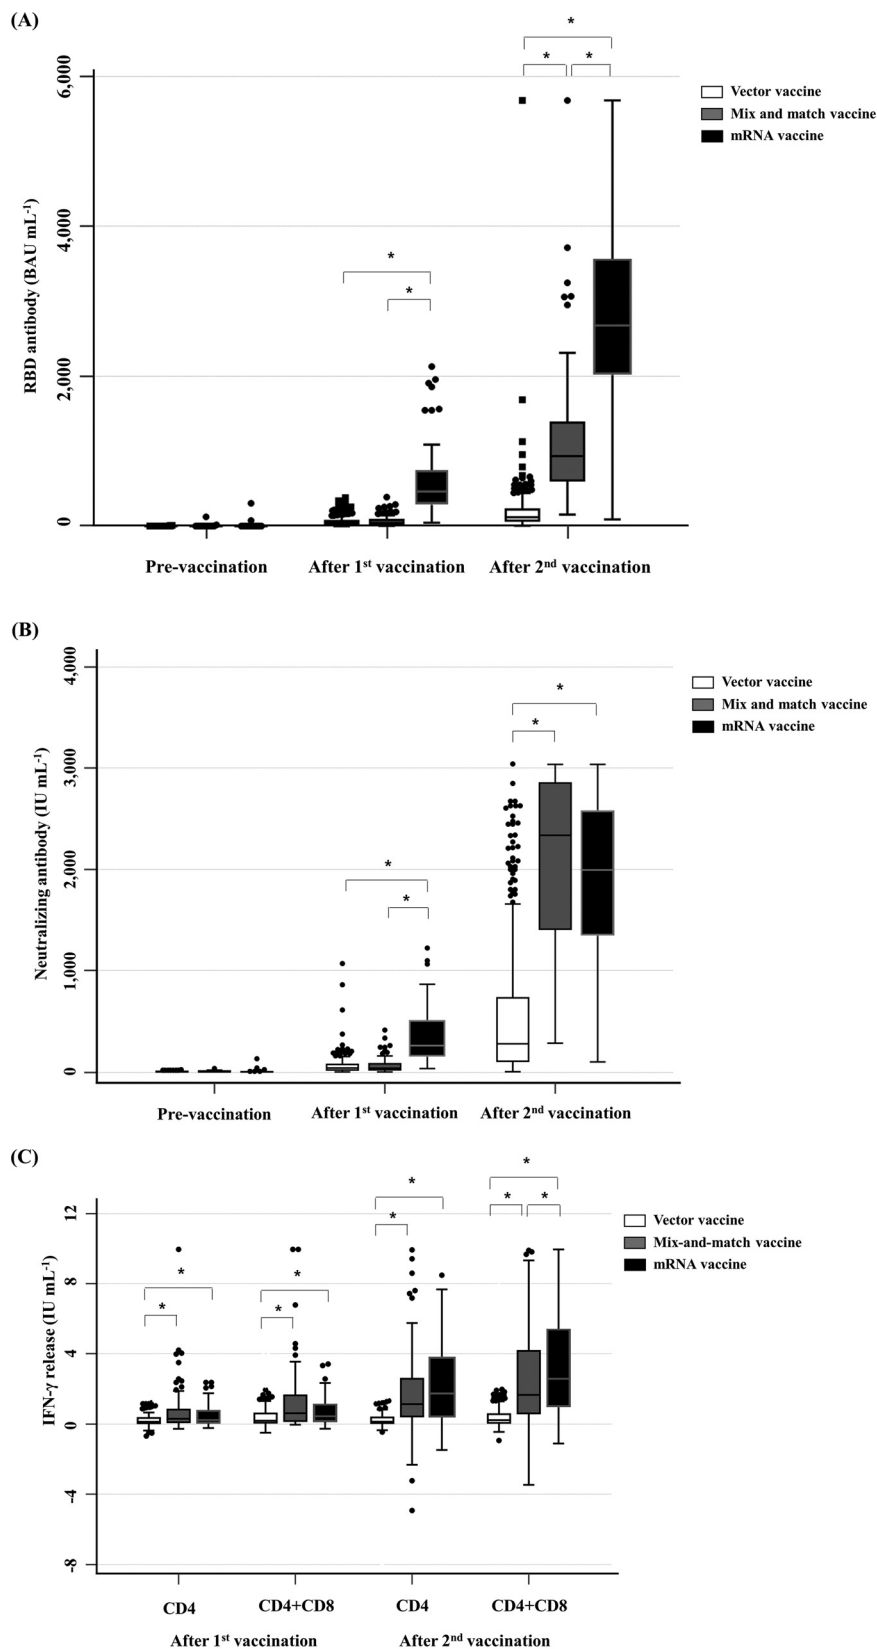 (A)
*
*
*
6,000
Vector vaccine
Mix and match vaccine
mRNA vaccine
4,000
*
*
RBD antibody (BAU mL-1)
2,000
0
Pre-vaccination
After 1st vaccination
After 2nd vaccination
(B)
4,000
Vector vaccine
Mix and match vaccine
mRNA vaccine
*
*
3,000
Neutralizing antibody (IU mL-1)
*
*
2,000
1,000
0
Pre-vaccination
After 1st vaccination
After 2nd vaccination
(C)
*
*
*
*
*
12
Vector vaccine
Mix-and-match vaccine
mRNA vaccine
*
*
*
*
8
IFN-γ release (IU mL-1)
4
0
-4
-8
CD4
CD4+CD8
CD4
CD4+CD8
After 1st vaccination
After 2nd vaccination